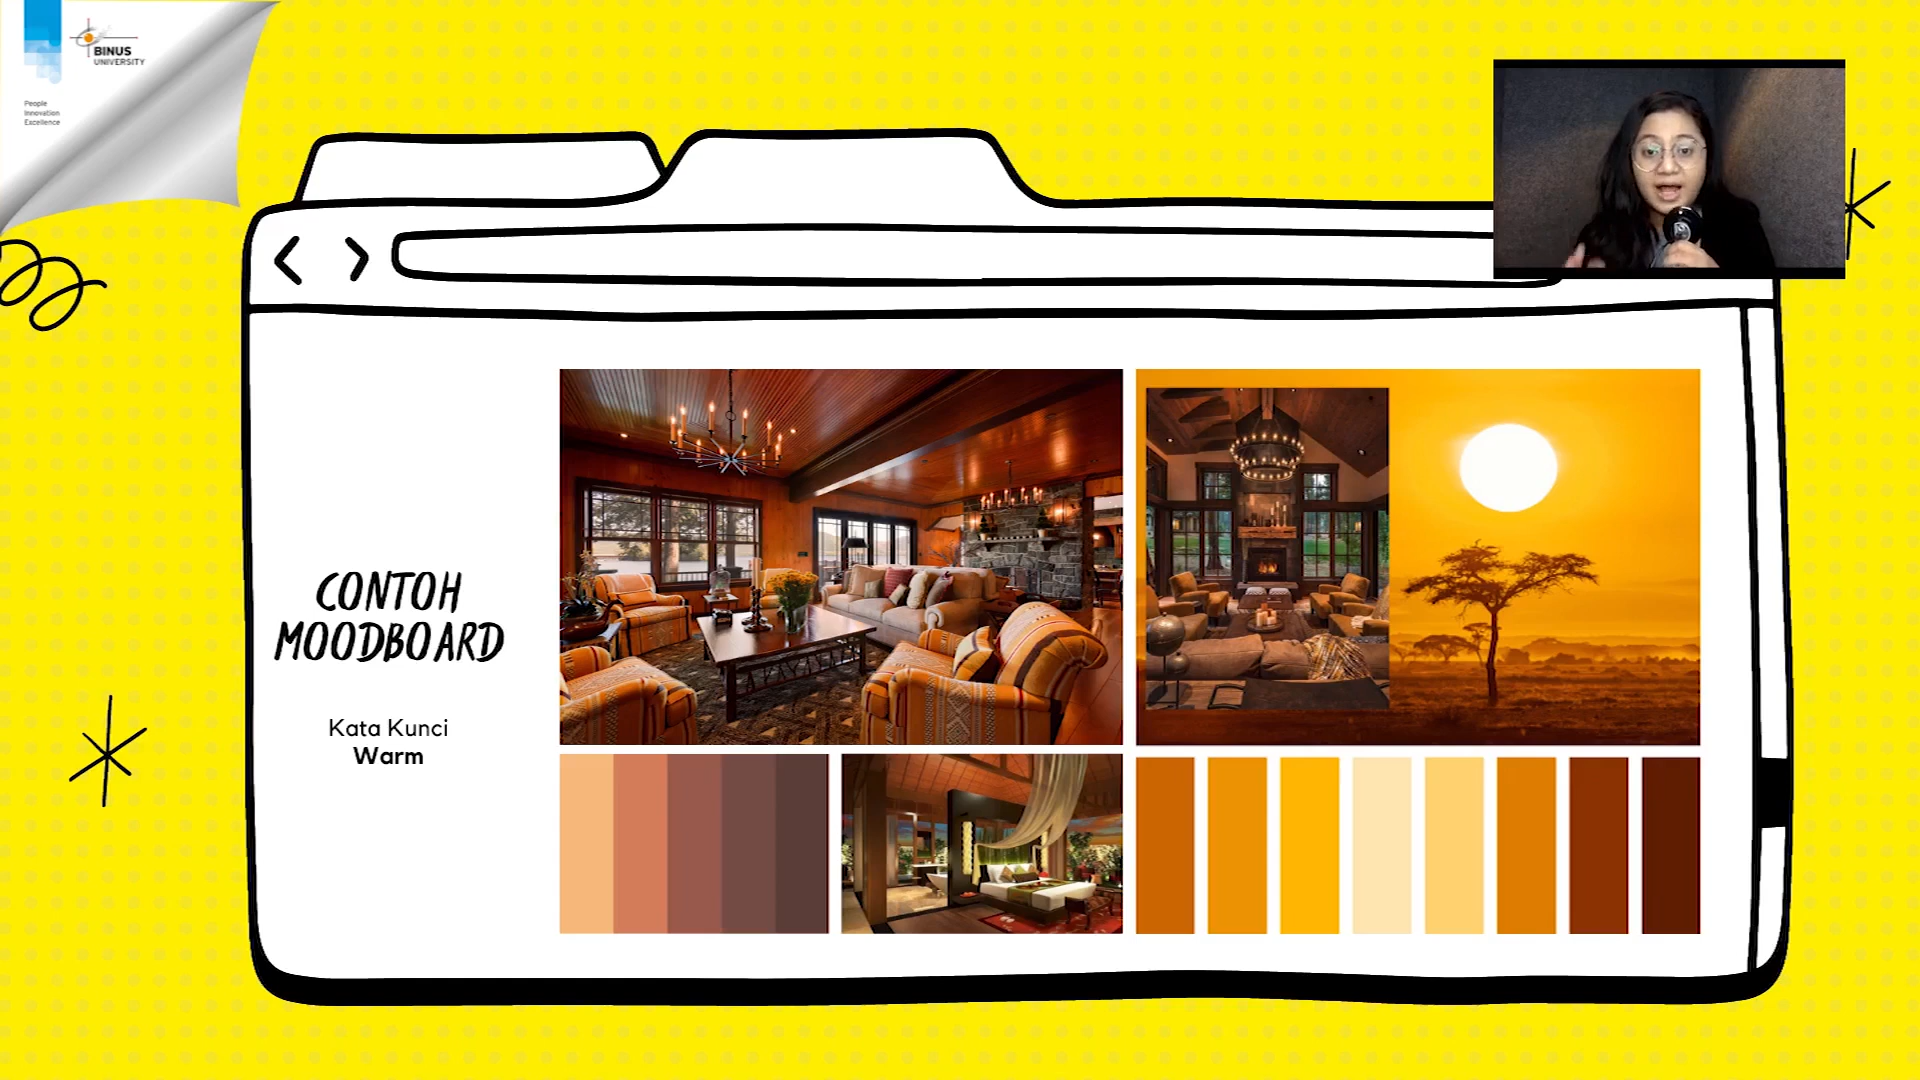 BINUS
UNIVERSITY
People
Innovation
Excellence
CONTOH
MOODBOARD
Kata Kunci
Warm